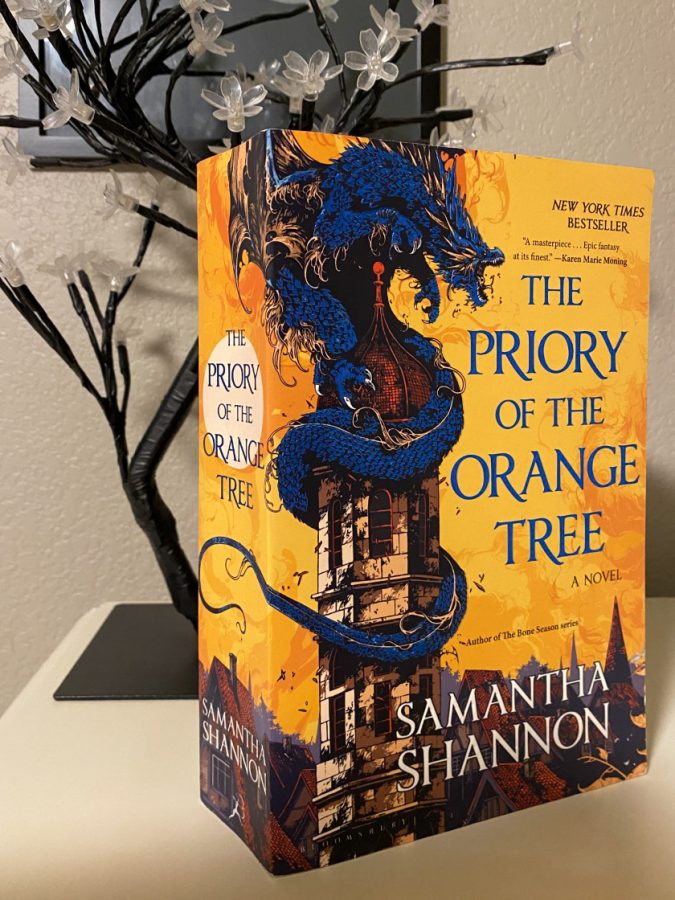 THE
PRIORY
OF THE
ORANGE
TREE
SAMANTHA
SHANNON
NEW YORK TIMES
BESTSELLER
"A masterpiece . . . Epic fantasy
at its finest." —Karen Marie Moning
THE
PRIORY
OF THE
ORANGE
TREE
A NOVEL
Author of The Bone Season series
SAMANTHA
SHANNON
BLOOMSBURY